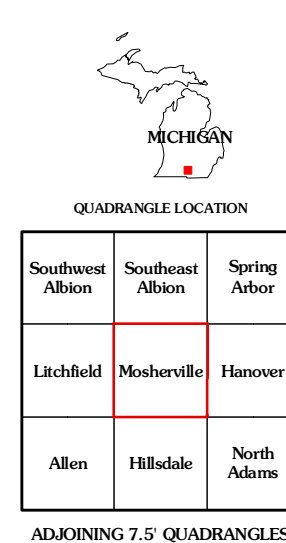 MICHIGAN
QUADRANGLE LOCATION
Southwest Albion
Southeast Albion
Spring Arbor
Litchfield
Mosherville
Hanover
Allen
Hillsdale
North Adams
ADJOINING 7.5' QUADRANGLES